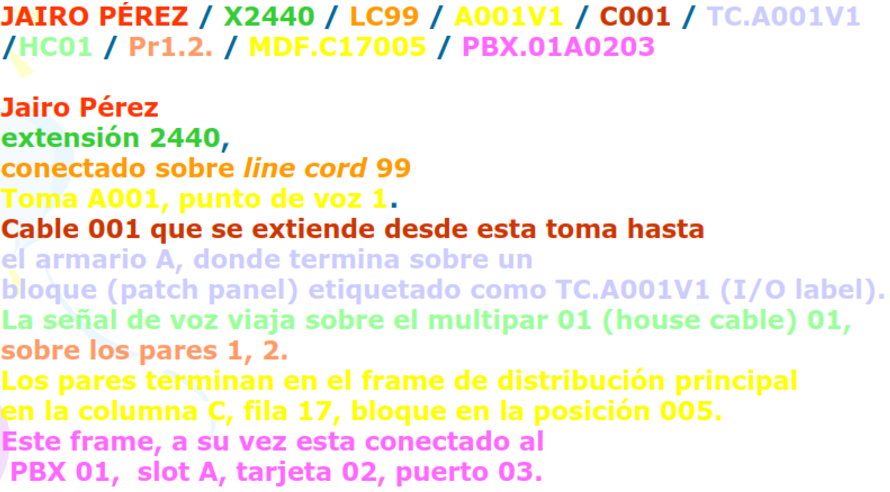 JAIRO PÉREZ / X2440 / LC99 / A001V1 / C001 / TC.A001V1
/HC01 / Pr1.2. / MDF.C17005 / PBX.01A0203
Jairo Pérez
extensión 2440,
conectado sobre line cord 99
Toma A001, punto de voz 1.
Cable 001 que se extiende desde esta toma hasta
el armario A, donde termina sobre un
bloque (patch panel) etiquetado como TC.A001V1 (I/O label).
La señal de voz viaja sobre el multipar 01 (house cable) 01,
sobre los pares 1, 2.
Los pares terminan en el frame de distribución principal
en la columna C, fila 17, bloque en la posición 005.
Este frame, a su vez esta conectado al
PBX 01, slot A, tarjeta 02, puerto 03.